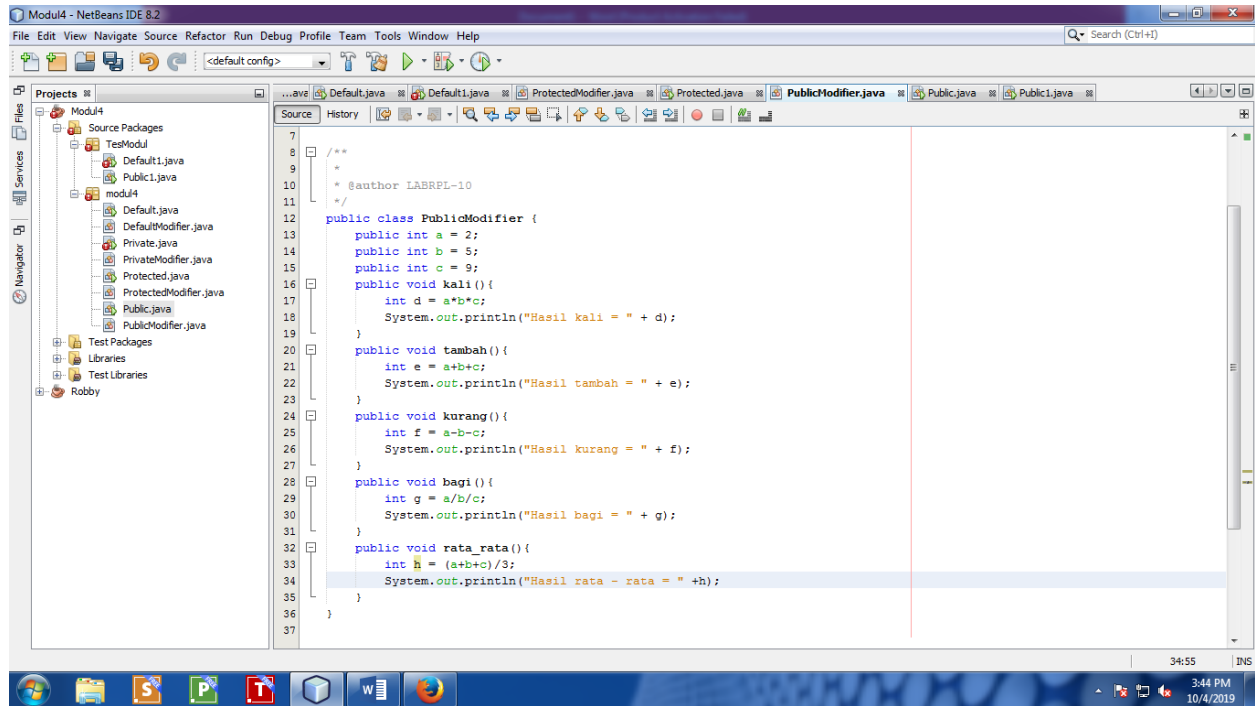 Modul4 - NetBeans IDE 8.2
File Edit View Navigate Source Refactor Run Debug Profile Team Tools Window Help
Search (Ctrl+I)
<default config>
Files
Services
Navigator
Projects
Modul4
Source Packages
TesModul
Default1.java
Public1.java
modul4
Default.java
DefaultModifier.java
Private.java
PrivateModifier.java
Protected.java
ProtectedModifier.java
Public.java
PublicModifier.java
Test Packages
Libraries
Test Libraries
Robby
...ava Default.java Default1.java ProtectedModifier.java Protected.java PublicModifier.java Public.java Public1.java
Source History
7
8 /**
9 *
10 * @author LABRPL-10
11 */
12 public class PublicModifier {
13 public int a = 2;
14 public int b = 5;
15 public int c = 9;
16 public void kali(){
17 int d = a*b*c;
18 System.out.println("Hasil kali = " + d);
19 }
20 public void tambah(){
21 int e = a+b+c;
22 System.out.println("Hasil tambah = " + e);
23 }
24 public void kurang(){
25 int f = a-b-c;
26 System.out.println("Hasil kurang = " + f);
27 }
28 public void bagi(){
29 int g = a/b/c;
30 System.out.println("Hasil bagi = " + g);
31 }
32 public void rata_rata(){
33 int h = (a+b+c)/3;
34 System.out.println("Hasil rata - rata = " +h);
35 }
36 }
37
34:55 INS
3:44 PM
10/4/2019